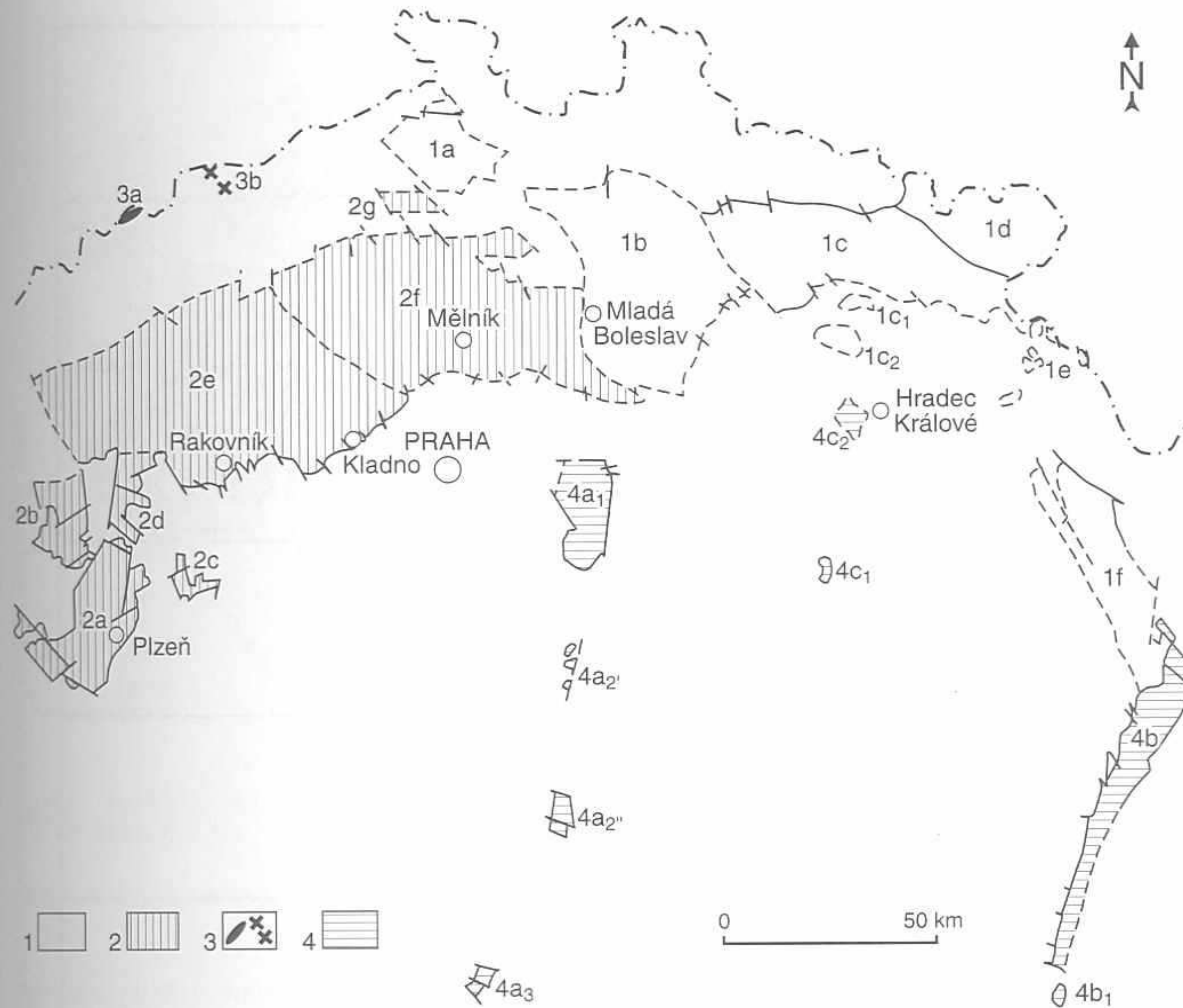 N
1a
3b
3a
2g
1d
1b
1c
2f
Mělník
Mladá
Boleslav
1c₁
1c₂
1e
2e
Hradec
Králové
4c₂
Rakovník
PRAHA
Kladno
4a₁
2b
2d
2c
4c₁
1f
2a
Plzeň
4a₂'
4b
4a₂"
0 50 km
1 2 3 4
4a₃
4b₁